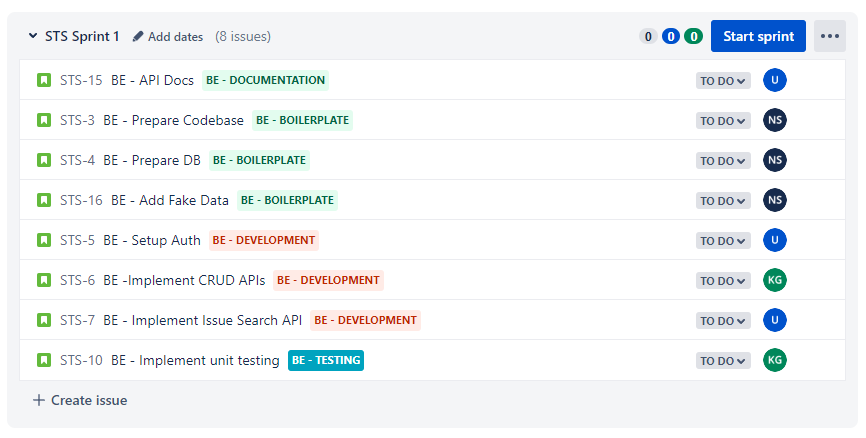 STS Sprint 1 Add dates (8 issues) 0 0 0 Start sprint
STS-15 BE - API Docs BE - DOCUMENTATION TO DO U
STS-3 BE - Prepare Codebase BE - BOILERPLATE TO DO NS
STS-4 BE - Prepare DB BE - BOILERPLATE TO DO NS
STS-16 BE - Add Fake Data BE - BOILERPLATE TO DO NS
STS-5 BE - Setup Auth BE - DEVELOPMENT TO DO U
STS-6 BE -Implement CRUD APIs BE - DEVELOPMENT TO DO KG
STS-7 BE - Implement Issue Search API BE - DEVELOPMENT TO DO U
STS-10 BE - Implement unit testing BE - TESTING TO DO KG
+ Create issue